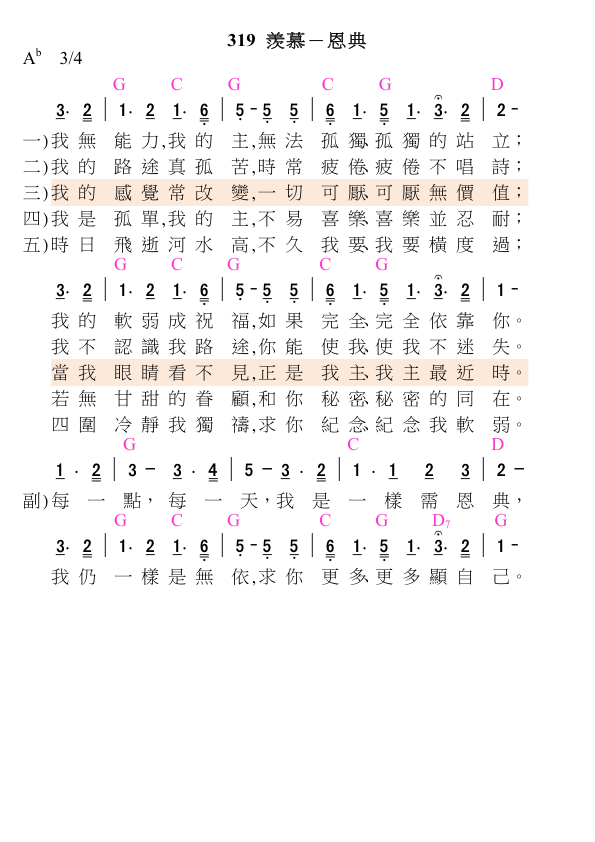 319 羨慕－恩典
A♭ 3/4
G C G C G D
3· 2 | 1· 2 1· 6 | 5 - 5 5 | 6 1· 5 1· 3· 2 | 2 -
一)我無 能力,我的 主,無法 孤獨、孤獨的站 立；
二)我的 路途真孤 苦,時常 疲倦、疲倦不唱 詩；
三)我的 感覺常改 變,一切 可厭、可厭無價 值；
四)我是 孤單,我的 主,不易 喜樂、喜樂並忍 耐；
五)時日 飛逝河水 高,不久 我要、我要橫度 過；
G C G C G
3· 2 | 1· 2 1· 6 | 5 - 5 5 | 6 1· 5 1· 3· 2 | 1 -
我的 軟弱成祝 福,如果 完全、完全依靠 你。
我不 認識我路 途,你能 使我、使我不迷 失。
當我 眼睛看不 見,正是 我主、我主最近 時。
若無 甘甜的眷 顧,和你 秘密、秘密的同 在。
四圍 冷靜我獨 禱,求你 紀念、紀念我軟 弱。
G C D
1 · 2 | 3 - 3 · 4 | 5 - 3 · 2 | 1 · 1 2 3 | 2 -
副)每一點，每一天，我是一樣需恩典，
G C G C G D7 G
3· 2 | 1· 2 1· 6 | 5 - 5 5 | 6 1· 5 1· 3· 2 | 1 -
我仍 一樣是無 依,求你 更多、更多顯自 己。